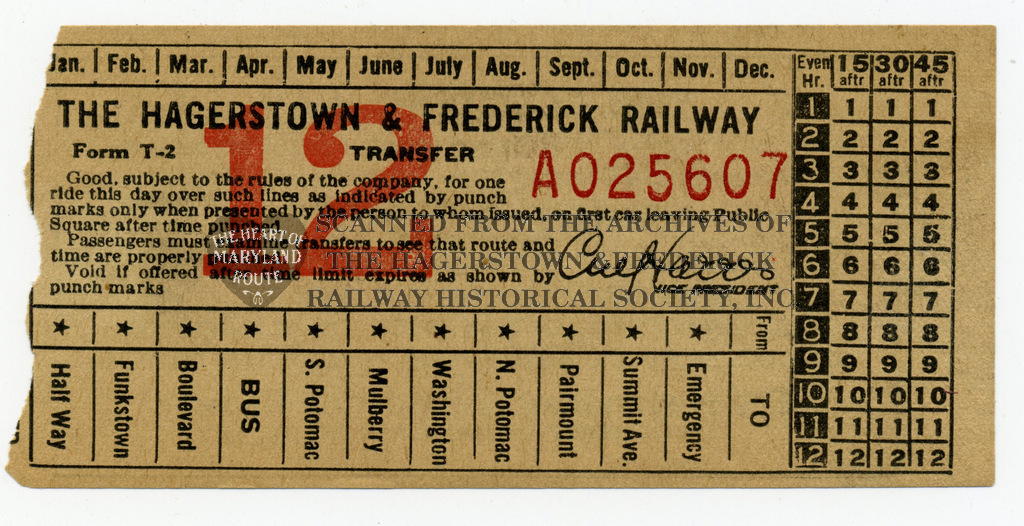 Jan. Feb. Mar. Apr. May June July Aug. Sept. Oct. Nov. Dec.
THE HAGERSTOWN & FREDERICK RAILWAY
12
Form T-2 TRANSFER
A025607
Good, subject to the rules of the company, for one
ride this day over such lines as indicated by punch
marks only when presented by the person to whom issued, on first car leaving Public
Square after time
Passengers must transfers to see that route and
time are properly
Void if offered time limit expires as shown by
punch marks
VICE PRESIDENT
SCANNED FROM THE ARCHIVES OF
THE HAGERSTOWN & FREDERICK
RAILWAY HISTORICAL SOCIETY, INC
THE HEART OF
MARYLAND
ROUTE
From
Half Way
Funkstown
Boulevard
BUS
S. Potomac
Mulberry
Washington
N. Potomac
Pairmount
Summit Ave.
Emergency
TO
Even Hr. 15 aftr 30 aftr 45 aftr
1 1 1 1
2 2 2 2
3 3 3 3
4 4 4 4
5 5 5 5
6 6 6 6
7 7 7 7
8 8 8 8
9 9 9 9
10 10 10 10
11 11 11 11
12 12 12 12